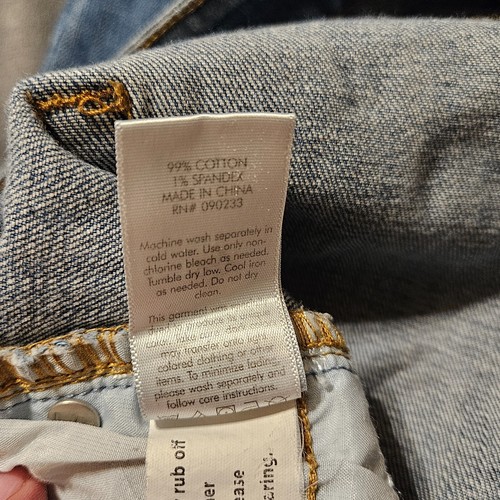 99% COTTON
1% SPANDEX
MADE IN CHINA
RN# 090233
Machine wash separately in
cold water. Use only non-
chlorine bleach as needed.
Tumble dry low. Cool iron
as needed. Do not dry
clean.
This garment
may transfer onto
colored clothing or other
items. To minimize fading,
please wash separately and
follow care instructions.
rub off
ease